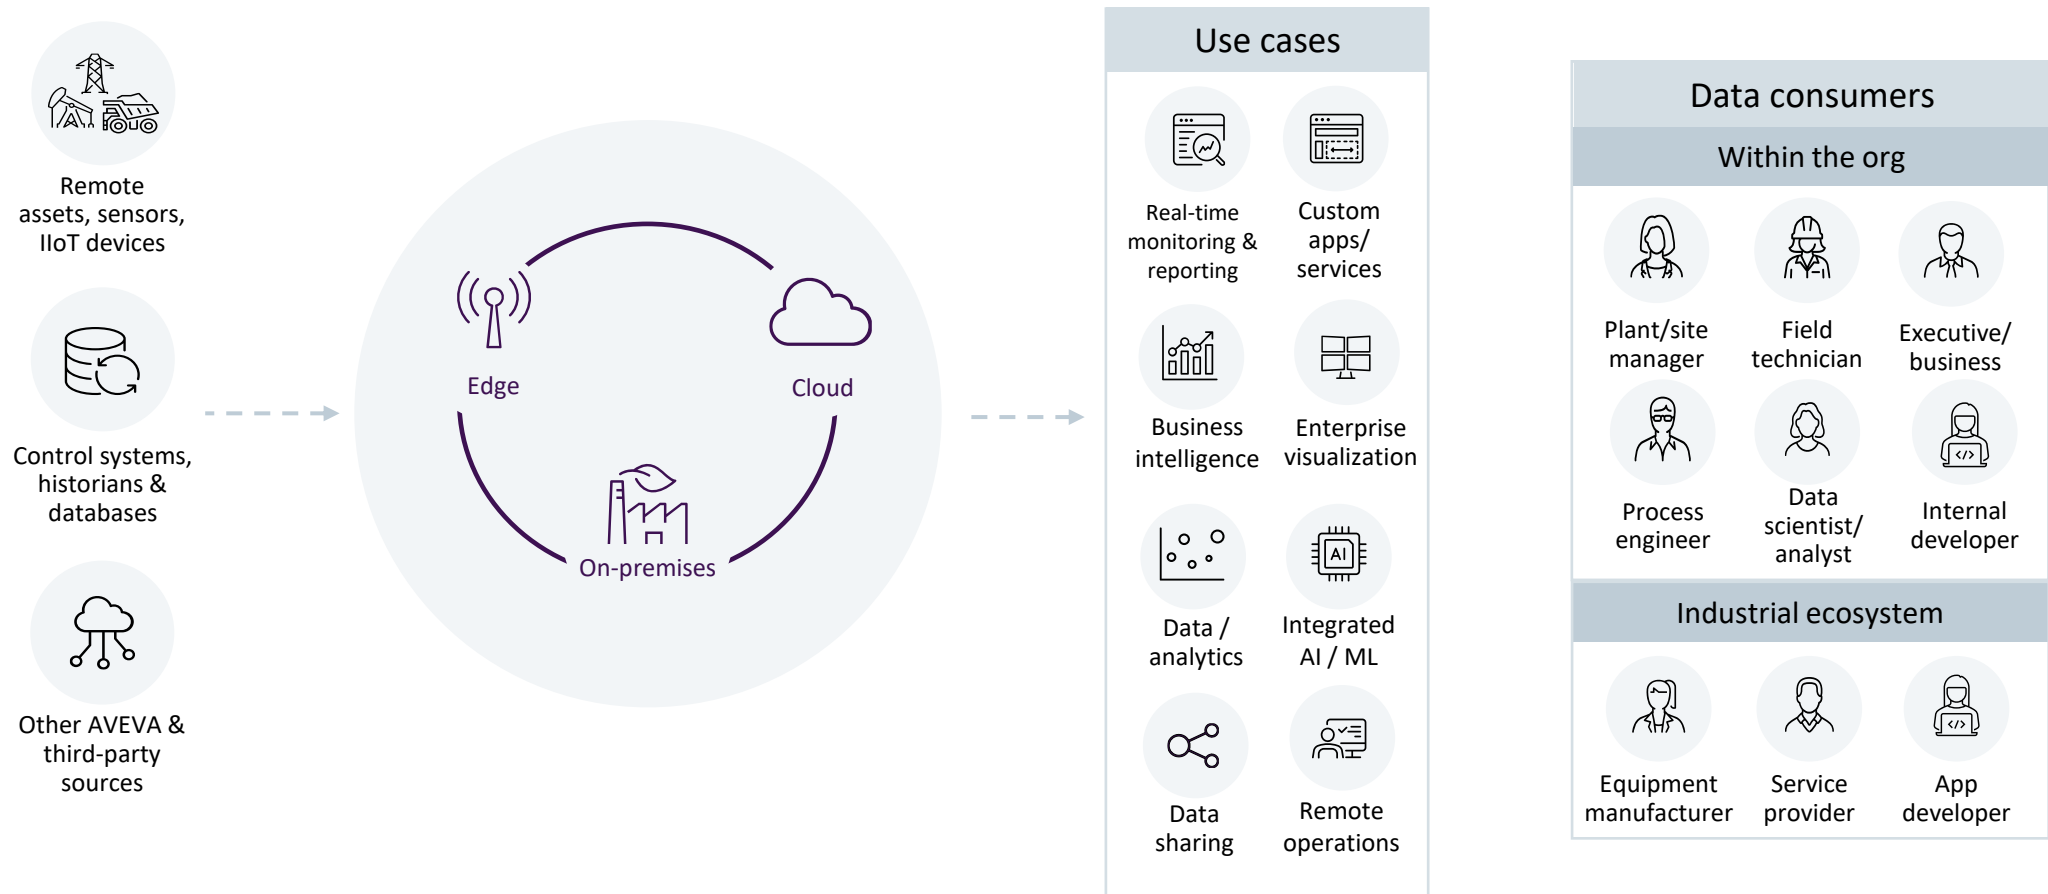 Remote
assets, sensors,
IIoT devices
Control systems,
historians &
databases
Other AVEVA &
third-party
sources
Edge
Cloud
On-premises
Use cases
Real-time
monitoring &
reporting
Custom
apps/
services
Business
intelligence
Enterprise
visualization
Data /
analytics
AI
Integrated
AI / ML
Data
sharing
Remote
operations
Data consumers
Within the org
Plant/site
manager
Field
technician
Executive/
business
Process
engineer
Data
scientist/
analyst
</>
Internal
developer
Industrial ecosystem
Equipment
manufacturer
Service
provider
</>
App
developer